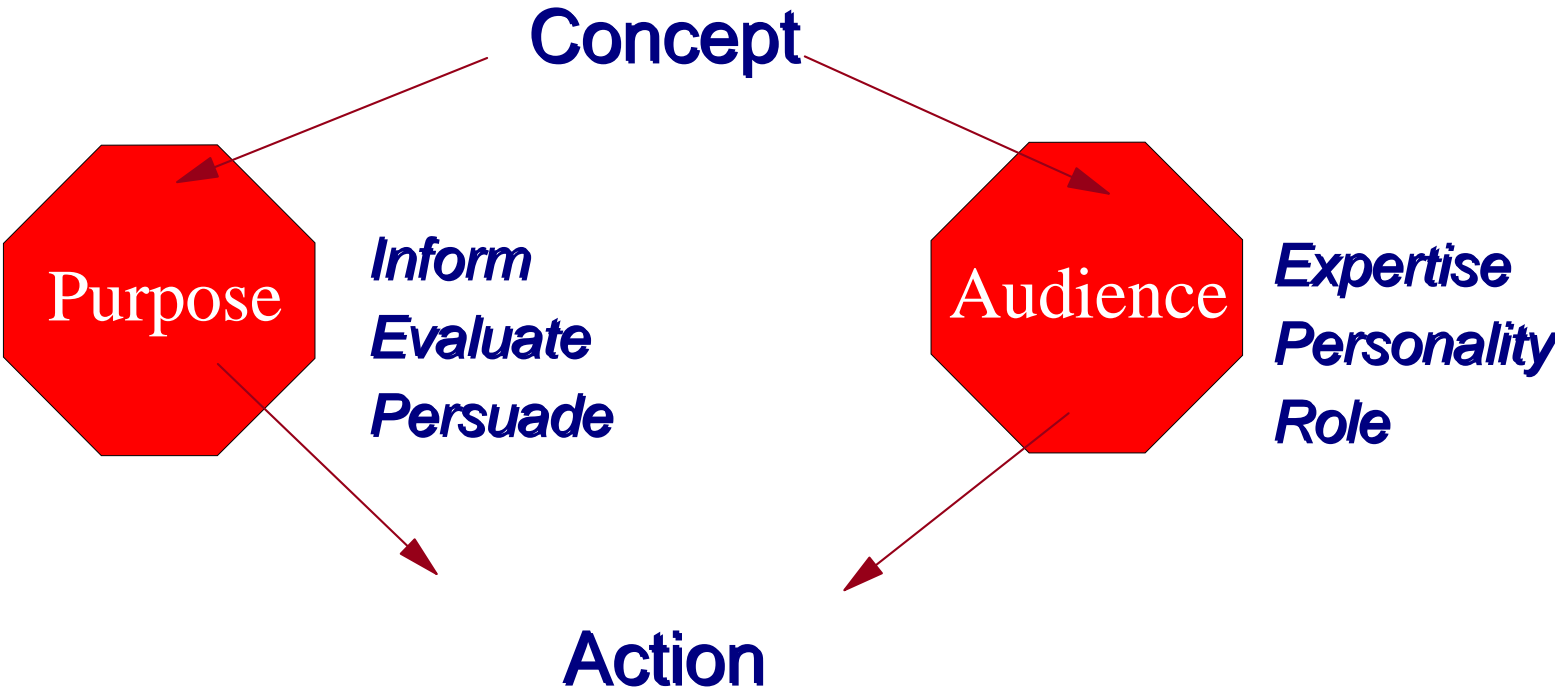 Concept
Purpose
Inform
Evaluate
Persuade
Audience
Expertise
Personality
Role
Action